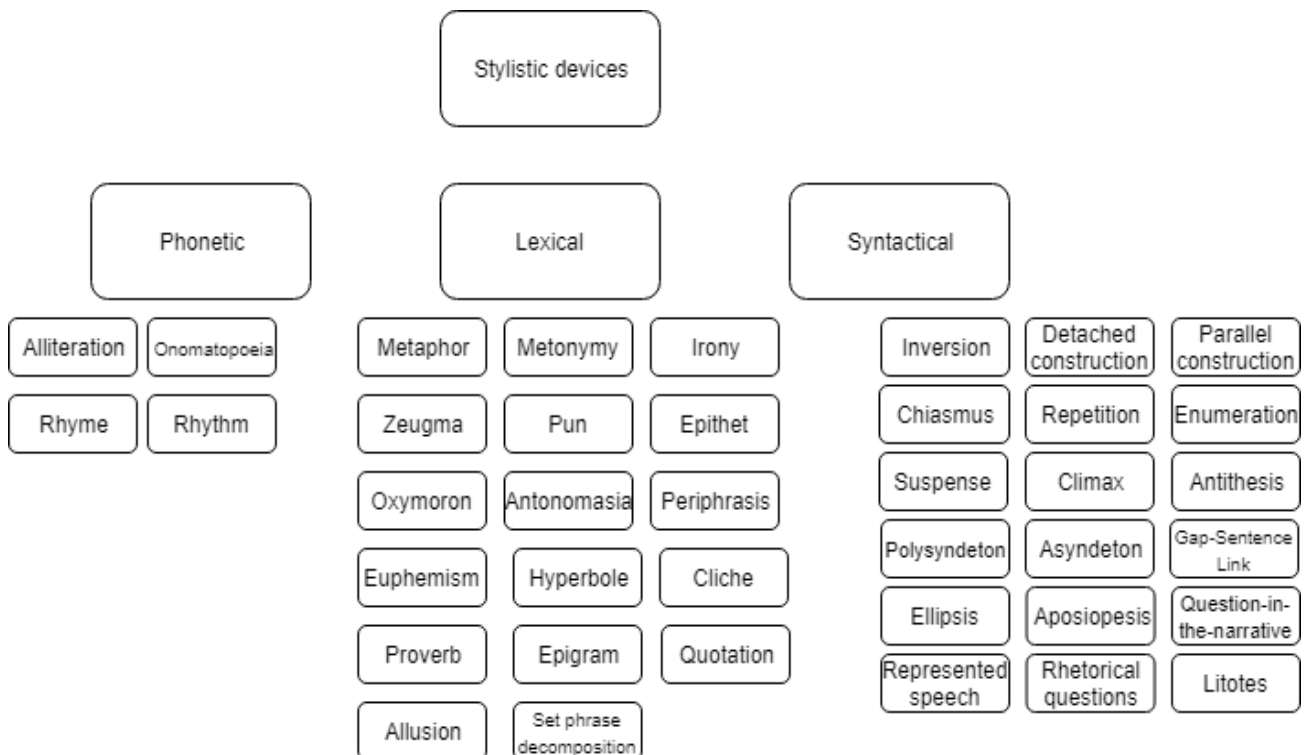 Stylistic devices
Phonetic
Lexical
Syntactical
Alliteration
Onomatopoeia
Rhyme
Rhythm
Metaphor
Metonymy
Irony
Zeugma
Pun
Epithet
Oxymoron
Antonomasia
Periphrasis
Euphemism
Hyperbole
Cliche
Proverb
Epigram
Quotation
Allusion
Set phrase
decomposition
Inversion
Detached
construction
Parallel
construction
Chiasmus
Repetition
Enumeration
Suspense
Climax
Antithesis
Polysyndeton
Asyndeton
Gap-Sentence
Link
Ellipsis
Aposiopesis
Question-in-
the-narrative
Represented
speech
Rhetorical
questions
Litotes